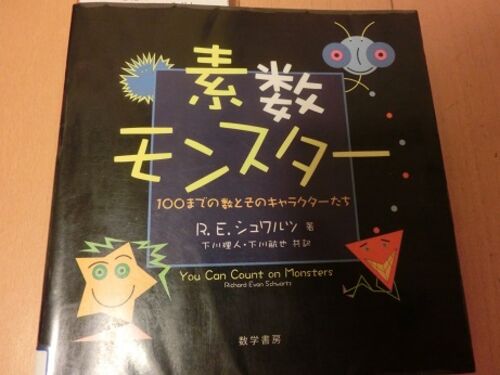 素数
モンスター
100までの数とそのキャラクターたち
R.E.シュワルツ 著
下川理人・下川航也 共訳
You Can Count on Monsters
Richard Evan Schwartz
数学書房